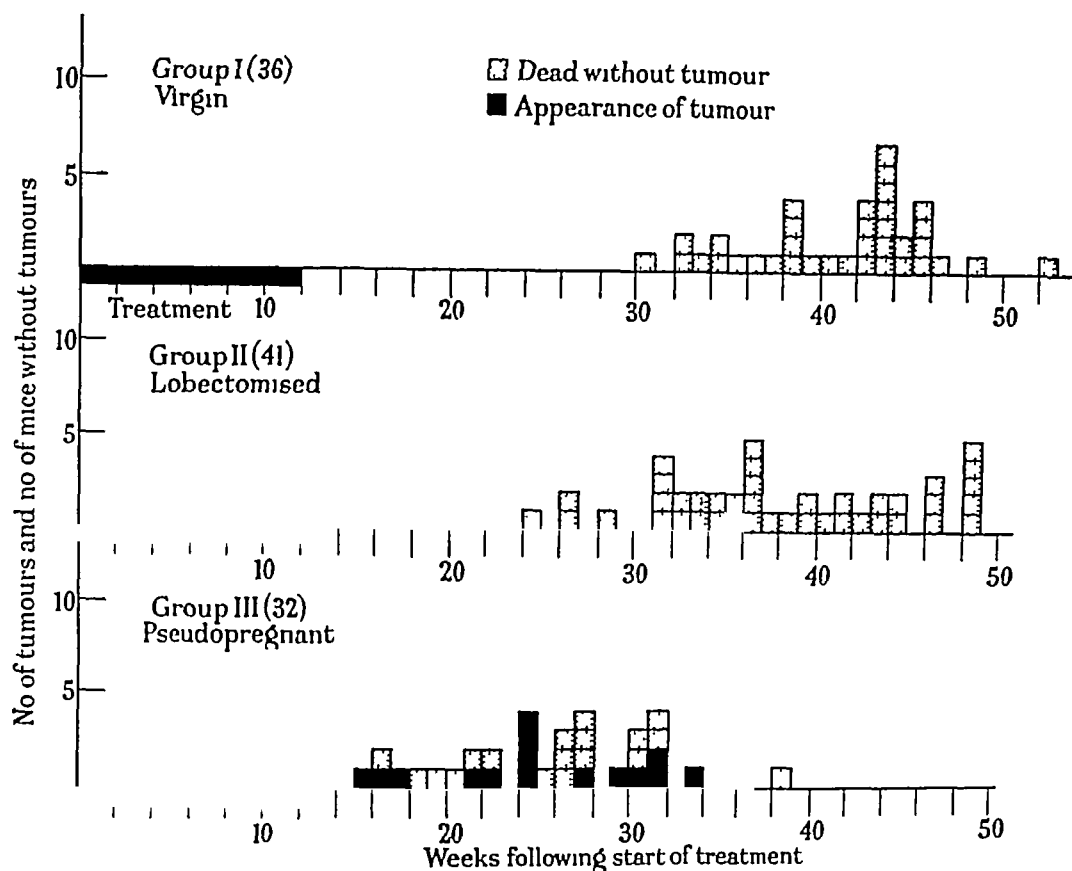 No of tumours and no of mice without tumours
10
5
Group I (36)
Virgin
Dead without tumour
Appearance of tumour
Treatment
10
20
30
40
50
10
5
Group II (41)
Lobectomised
10
20
30
40
50
10
5
Group III (32)
Pseudopregnant
10
20
30
40
50
Weeks following start of treatment